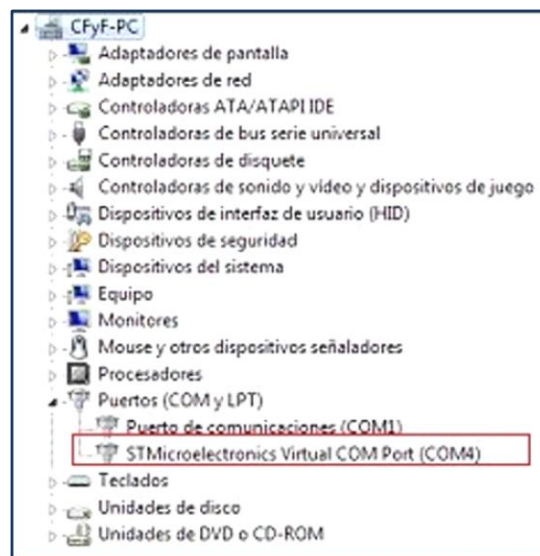 CFyF-PC
Adaptadores de pantalla
Adaptadores de red
Controladoras ATA/ATAPI IDE
Controladoras de bus serie universal
Controladoras de disquete
Controladoras de sonido y vídeo y dispositivos de juego
Dispositivos de interfaz de usuario (HID)
Dispositivos de seguridad
Dispositivos del sistema
Equipo
Monitores
Mouse y otros dispositivos señaladores
Procesadores
Puertos (COM y LPT)
Puerto de comunicaciones (COM1)
STMicroelectronics Virtual COM Port (COM4)
Teclados
Unidades de disco
Unidades de DVD o CD-ROM